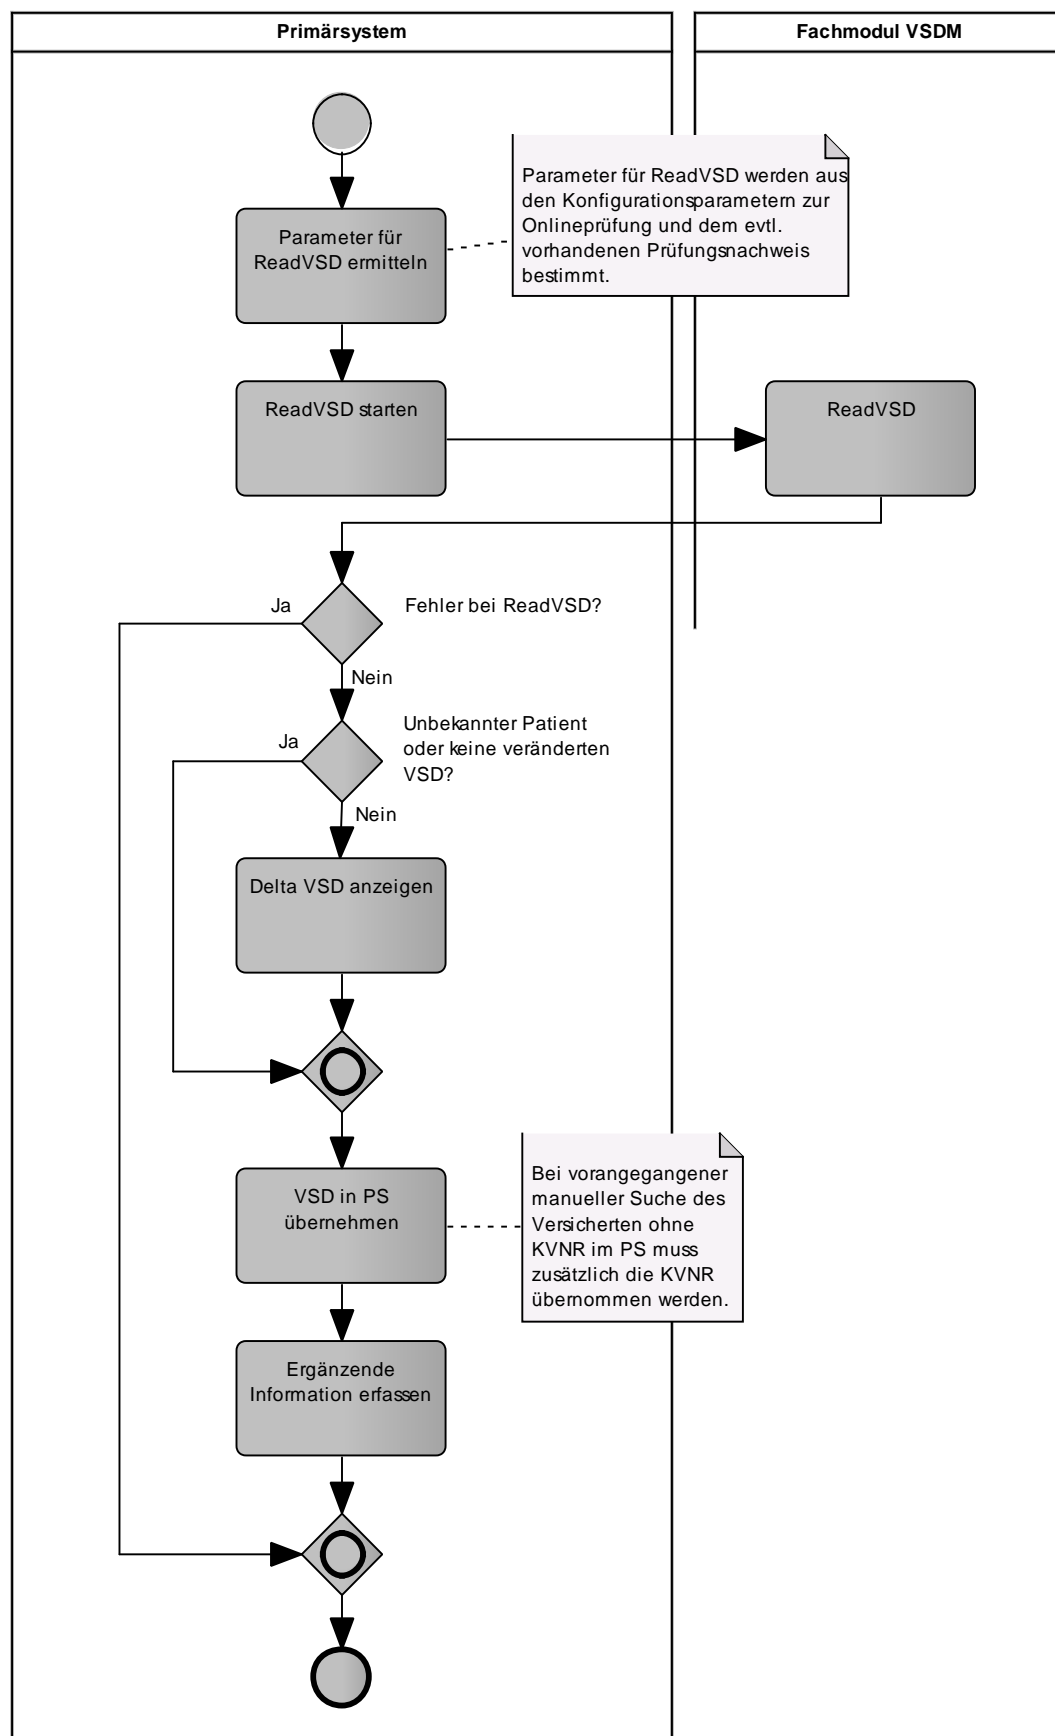 Primärsystem
Fachmodul VSDM
Parameter für
ReadVSD ermitteln
Parameter für ReadVSD werden aus
den Konfigurationsparametern zur
Onlineprüfung und dem evtl.
vorhandenen Prüfungsnachweis
bestimmt.
ReadVSD starten
ReadVSD
Ja
Fehler bei ReadVSD?
Nein
Ja
Unbekannter Patient
oder keine veränderten
VSD?
Nein
Delta VSD anzeigen
VSD in PS
übernehmen
Bei vorangegangener
manueller Suche des
Versicherten ohne
KVNR im PS muss
zusätzlich die KVNR
übernommen werden.
Ergänzende
Information erfassen